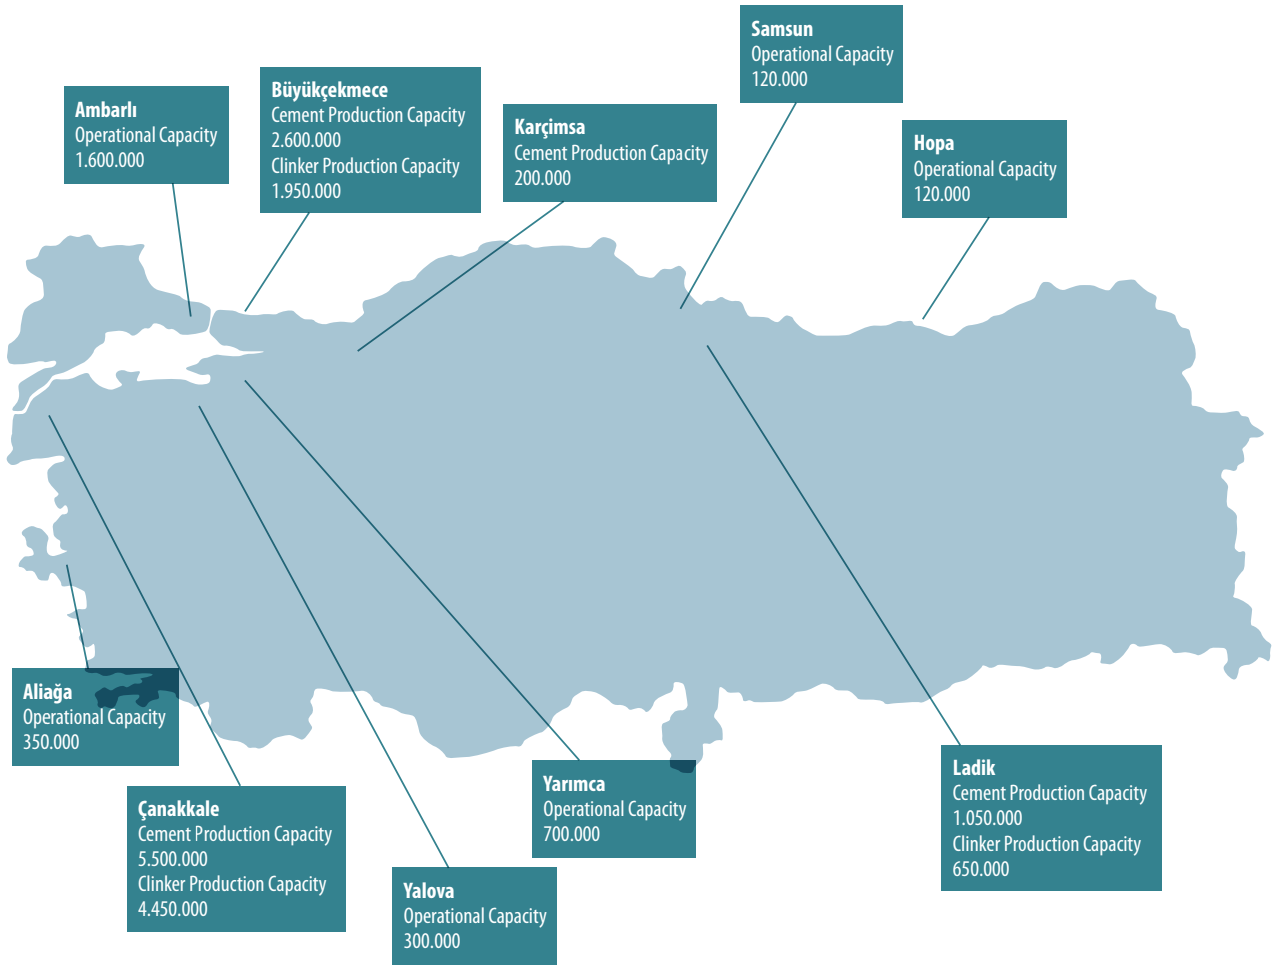 Samsun
Operational Capacity
120.000
Büyükçekmece
Cement Production Capacity
2.600.000
Clinker Production Capacity
1.950.000
Ambarlı
Operational Capacity
1.600.000
Karçimsa
Cement Production Capacity
200.000
Hopa
Operational Capacity
120.000
Aliağa
Operational Capacity
350.000
Çanakkale
Cement Production Capacity
5.500.000
Clinker Production Capacity
4.450.000
Yarımca
Operational Capacity
700.000
Yalova
Operational Capacity
300.000
Ladik
Cement Production Capacity
1.050.000
Clinker Production Capacity
650.000